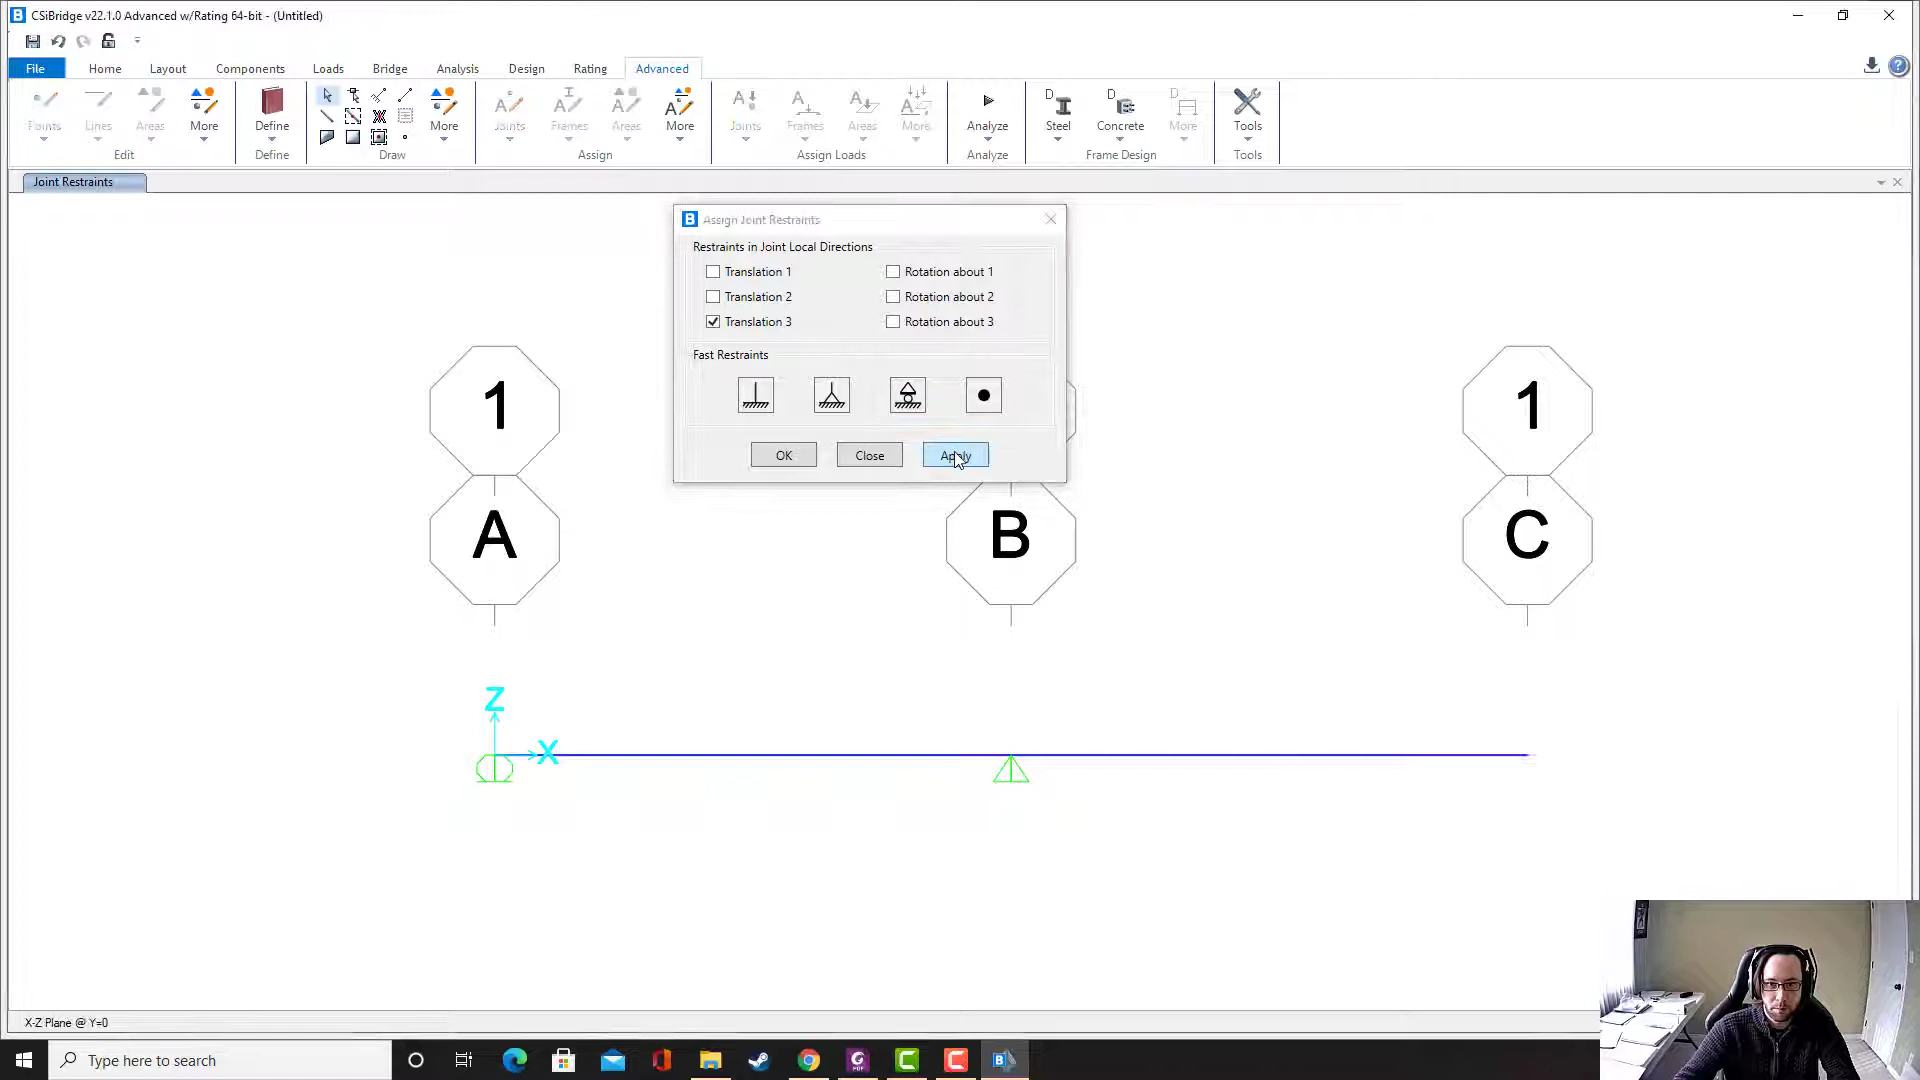 CSiBridge v22.1.0 Advanced w/Rating 64-bit - (Untitled)
File Home Layout Components Loads Bridge Analysis Design Rating Advanced
Points Lines Areas More Define More Joints Frames Areas More Joints Frames Areas More... Analyze Steel Concrete More Tools
Edit Define Draw Assign Assign Loads Analyze Frame Design Tools
Joint Restraints
B Assign Joint Restraints
Restraints in Joint Local Directions
Translation 1 Rotation about 1
Translation 2 Rotation about 2
Translation 3 Rotation about 3
Fast Restraints
OK Close Apply
1 1
A B C
Z
X
X-Z Plane @ Y=0
Type here to search